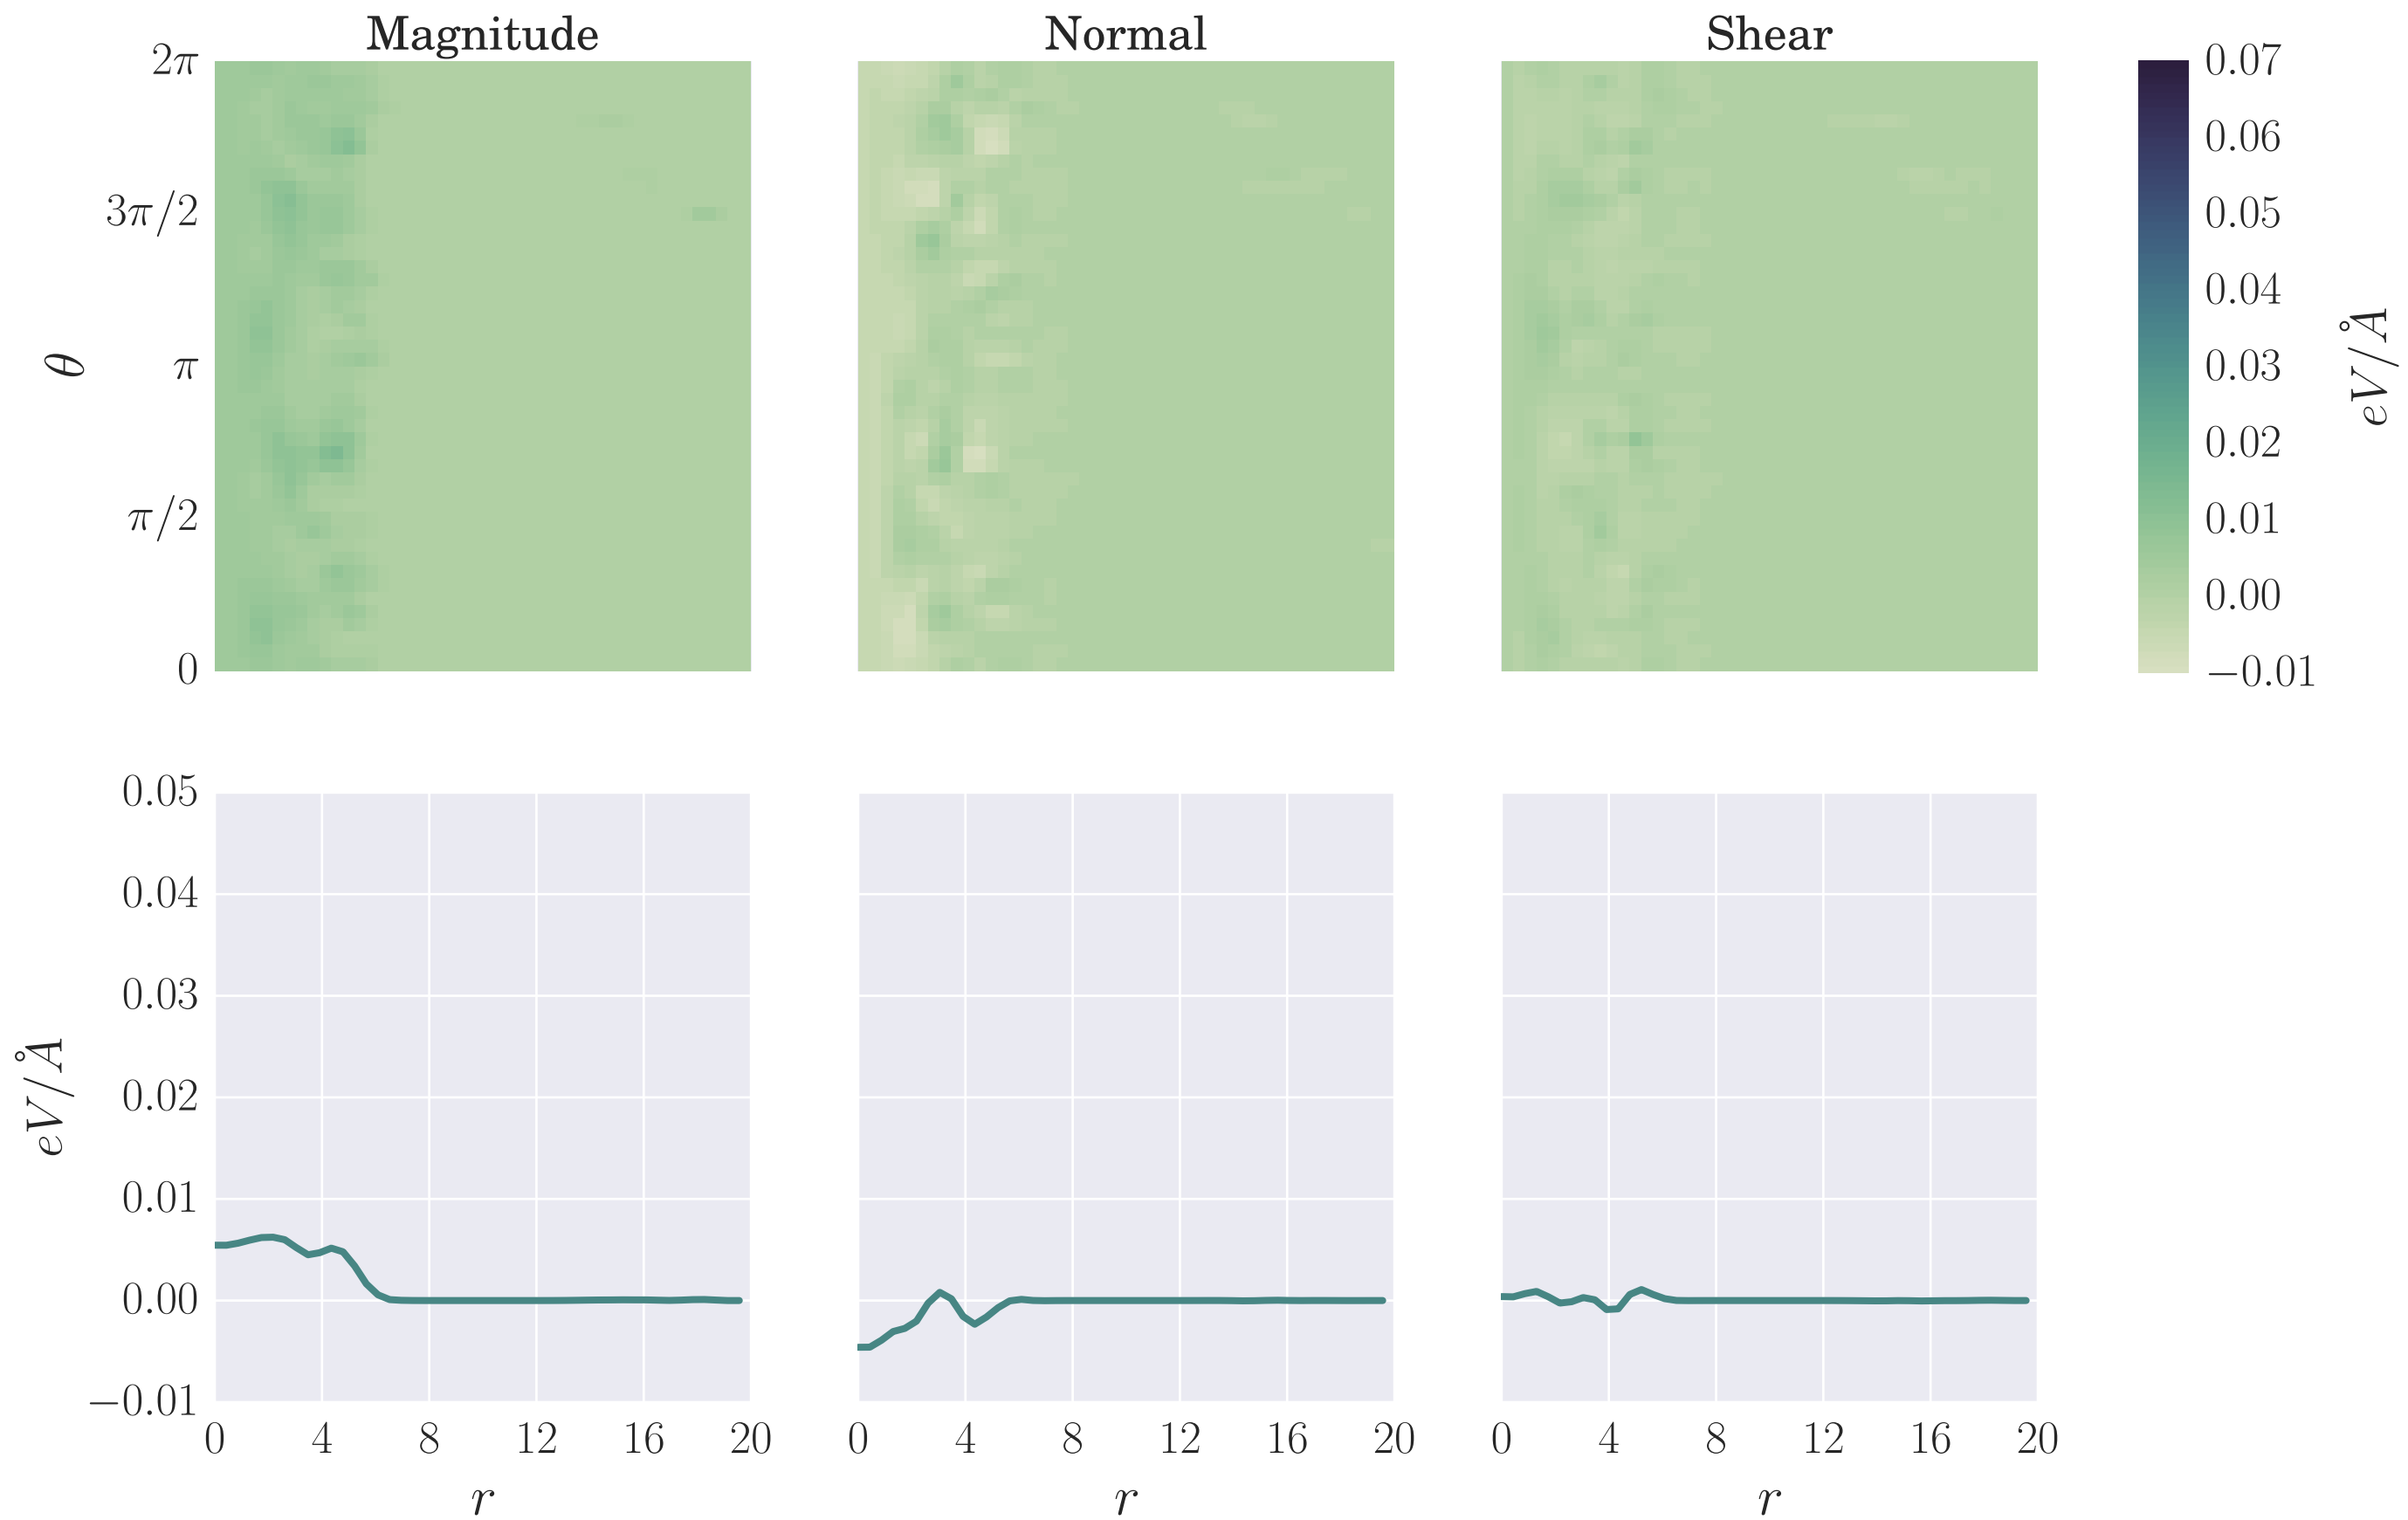 Magnitude Normal Shear
2π
3π/2
π
π/2
0
θ
0.07
0.06
0.05
0.04
0.03
0.02
0.01
0.00
−0.01
eV/Å
0.05
0.04
0.03
0.02
0.01
0.00
−0.01
eV/Å
0 4 8 12 16 20 0 4 8 12 16 20 0 4 8 12 16 20
r r r